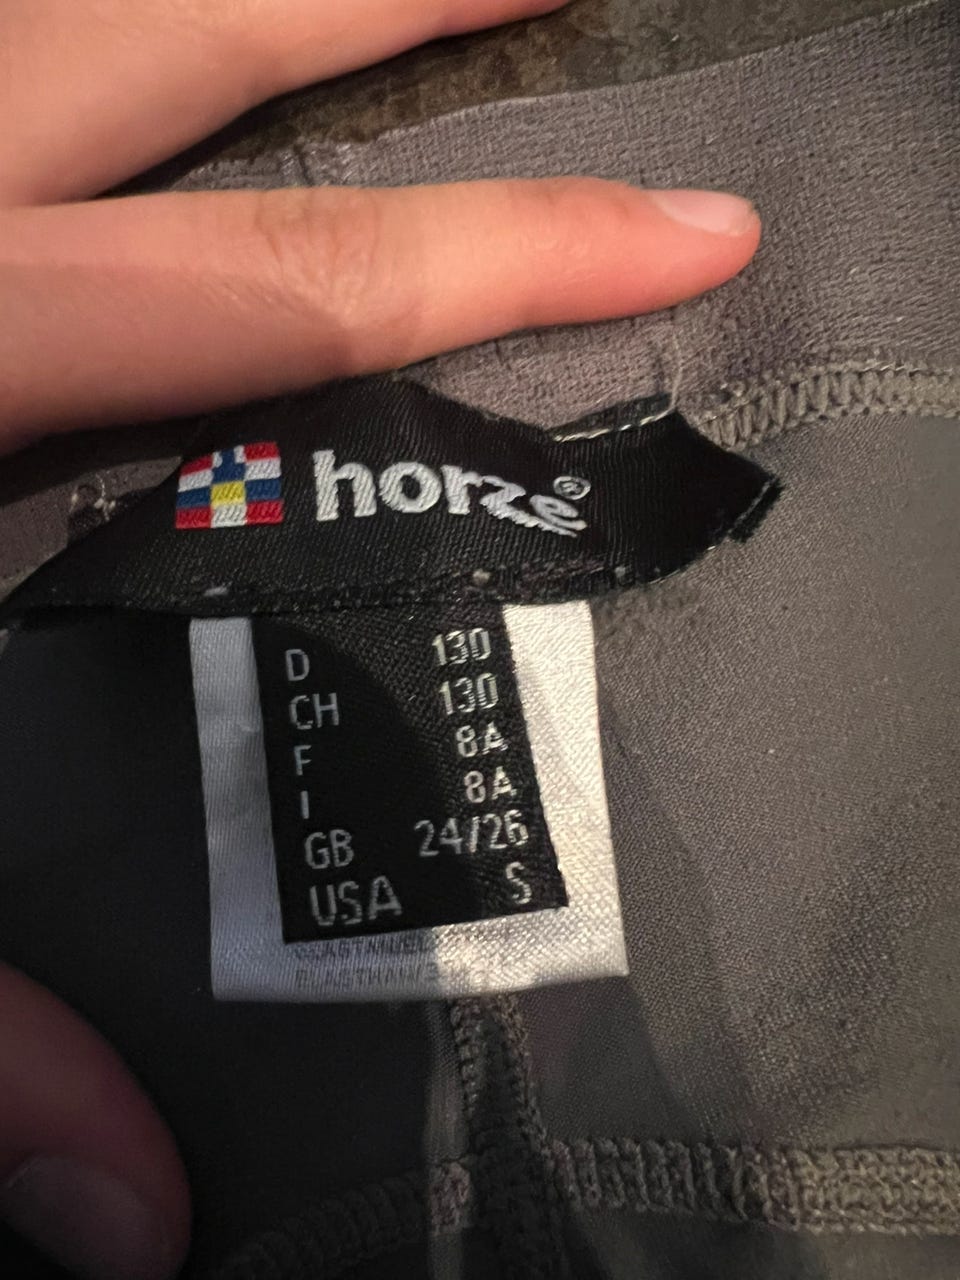 horze®
D 130
CH 130
F 8A
I 8A
GB 24/26
USA S